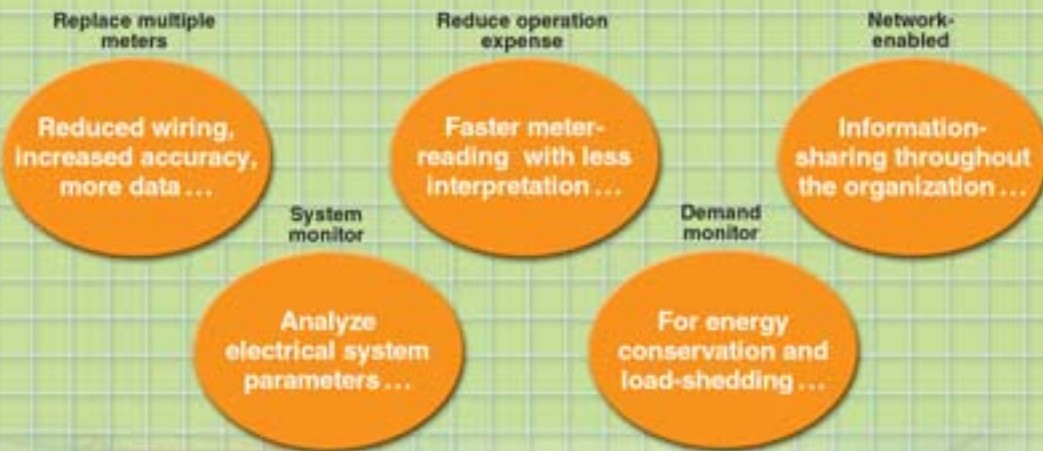 Replace multiple
meters
Reduced wiring,
increased accuracy,
more data ...
Reduce operation
expense
Faster meter-
reading with less
interpretation ...
Network-
enabled
Information-
sharing throughout
the organization ...
System
monitor
Analyze
electrical system
parameters ...
Demand
monitor
For energy
conservation and
load-shedding ...